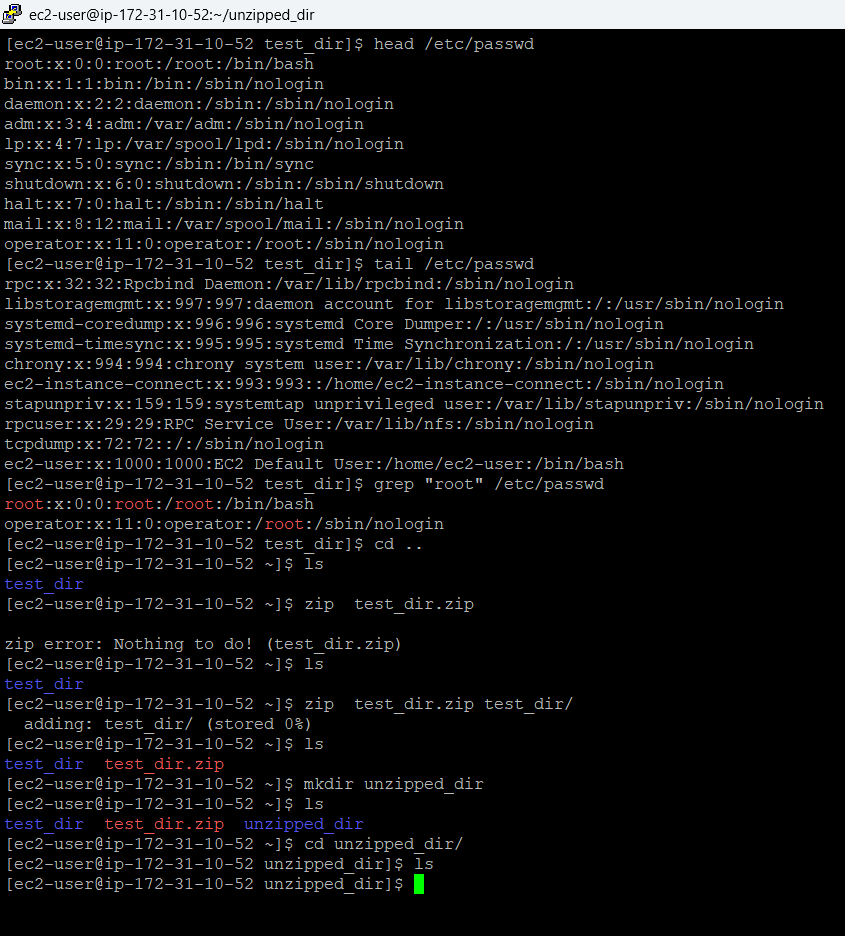 ec2-user@ip-172-31-10-52:~/unzipped_dir
[ec2-user@ip-172-31-10-52 test_dir]$ head /etc/passwd
root:x:0:0:root:/root:/bin/bash
bin:x:1:1:bin:/bin:/sbin/nologin
daemon:x:2:2:daemon:/sbin:/sbin/nologin
adm:x:3:4:adm:/var/adm:/sbin/nologin
lp:x:4:7:lp:/var/spool/lpd:/sbin/nologin
sync:x:5:0:sync:/sbin:/bin/sync
shutdown:x:6:0:shutdown:/sbin:/sbin/shutdown
halt:x:7:0:halt:/sbin:/sbin/halt
mail:x:8:12:mail:/var/spool/mail:/sbin/nologin
operator:x:11:0:operator:/root:/sbin/nologin
[ec2-user@ip-172-31-10-52 test_dir]$ tail /etc/passwd
rpc:x:32:32:Rpcbind Daemon:/var/lib/rpcbind:/sbin/nologin
libstoragemgmt:x:997:997:daemon account for libstoragemgmt:/:/usr/sbin/nologin
systemd-coredump:x:996:996:systemd Core Dumper:/:/usr/sbin/nologin
systemd-timesync:x:995:995:systemd Time Synchronization:/:/usr/sbin/nologin
chrony:x:994:994:chrony system user:/var/lib/chrony:/sbin/nologin
ec2-instance-connect:x:993:993::/home/ec2-instance-connect:/sbin/nologin
stapunpriv:x:159:159:systemtap unprivileged user:/var/lib/stapunpriv:/sbin/nologin
rpcuser:x:29:29:RPC Service User:/var/lib/nfs:/sbin/nologin
tcpdump:x:72:72::/:/sbin/nologin
ec2-user:x:1000:1000:EC2 Default User:/home/ec2-user:/bin/bash
[ec2-user@ip-172-31-10-52 test_dir]$ grep "root" /etc/passwd
root:x:0:0:root:/root:/bin/bash
operator:x:11:0:operator:/root:/sbin/nologin
[ec2-user@ip-172-31-10-52 test_dir]$ cd ..
[ec2-user@ip-172-31-10-52 ~]$ ls
test_dir
[ec2-user@ip-172-31-10-52 ~]$ zip  test_dir.zip

zip error: Nothing to do! (test_dir.zip)
[ec2-user@ip-172-31-10-52 ~]$ ls
test_dir
[ec2-user@ip-172-31-10-52 ~]$ zip  test_dir.zip test_dir/
  adding: test_dir/ (stored 0%)
[ec2-user@ip-172-31-10-52 ~]$ ls
test_dir  test_dir.zip
[ec2-user@ip-172-31-10-52 ~]$ mkdir unzipped_dir
[ec2-user@ip-172-31-10-52 ~]$ ls
test_dir  test_dir.zip  unzipped_dir
[ec2-user@ip-172-31-10-52 ~]$ cd unzipped_dir/
[ec2-user@ip-172-31-10-52 unzipped_dir]$ ls
[ec2-user@ip-172-31-10-52 unzipped_dir]$